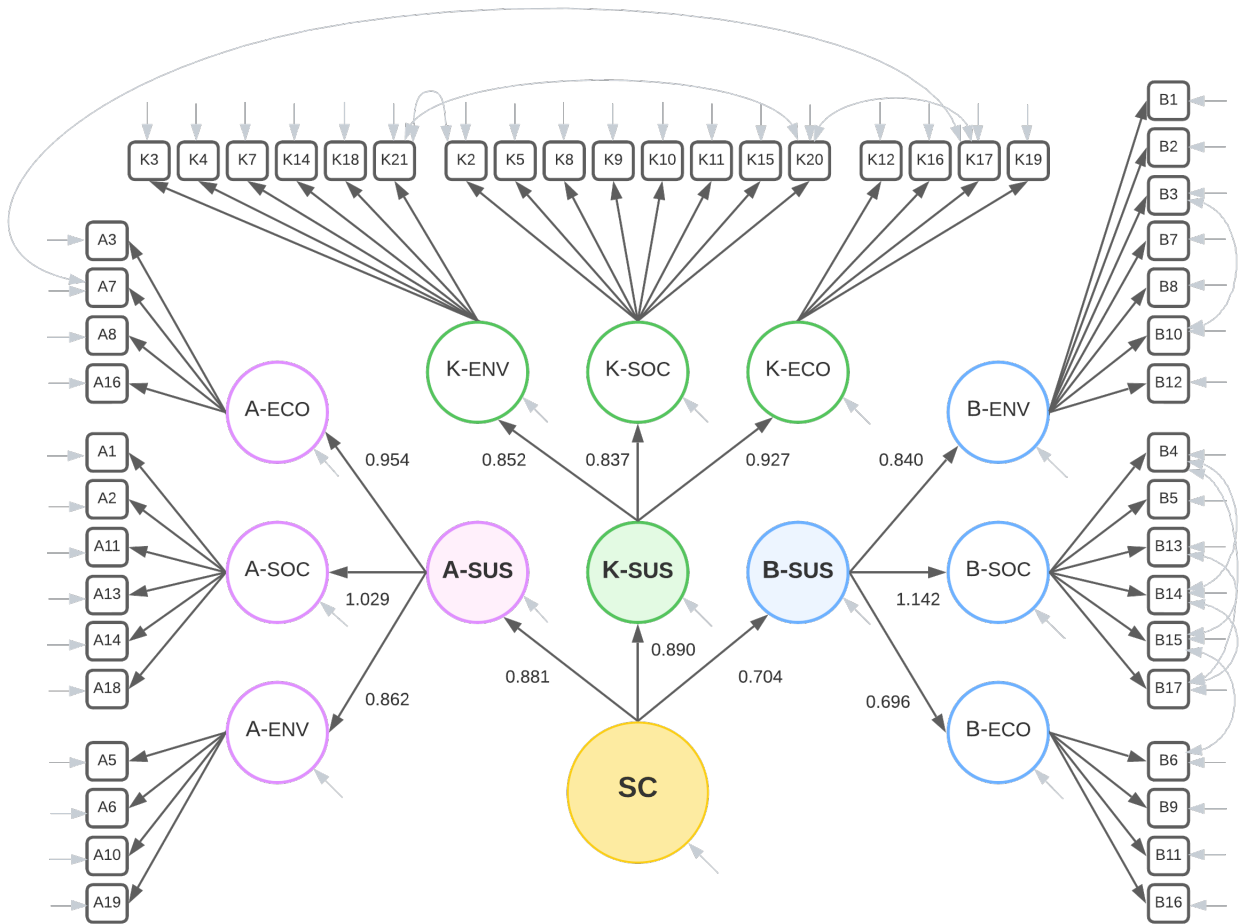 B1
K3 K4 K7 K14 K18 K21 K2 K5 K8 K9 K10 K11 K15 K20 K12 K16 K17 K19
B2
B3
A3
B7
A7
B8
A8
B10
A16
B12
K-ENV
K-SOC
K-ECO
A-ECO
B-ENV
A1
0.954
0.852
0.837
0.927
0.840
B4
A2
B5
A11
B13
A-SOC
A-SUS
K-SUS
B-SUS
B-SOC
A13
1.029
1.142
B14
A14
0.890
B15
A18
0.881
0.704
B17
0.862
0.696
A-ENV
B-ECO
A5
B6
SC
A6
B9
A10
B11
A19
B16